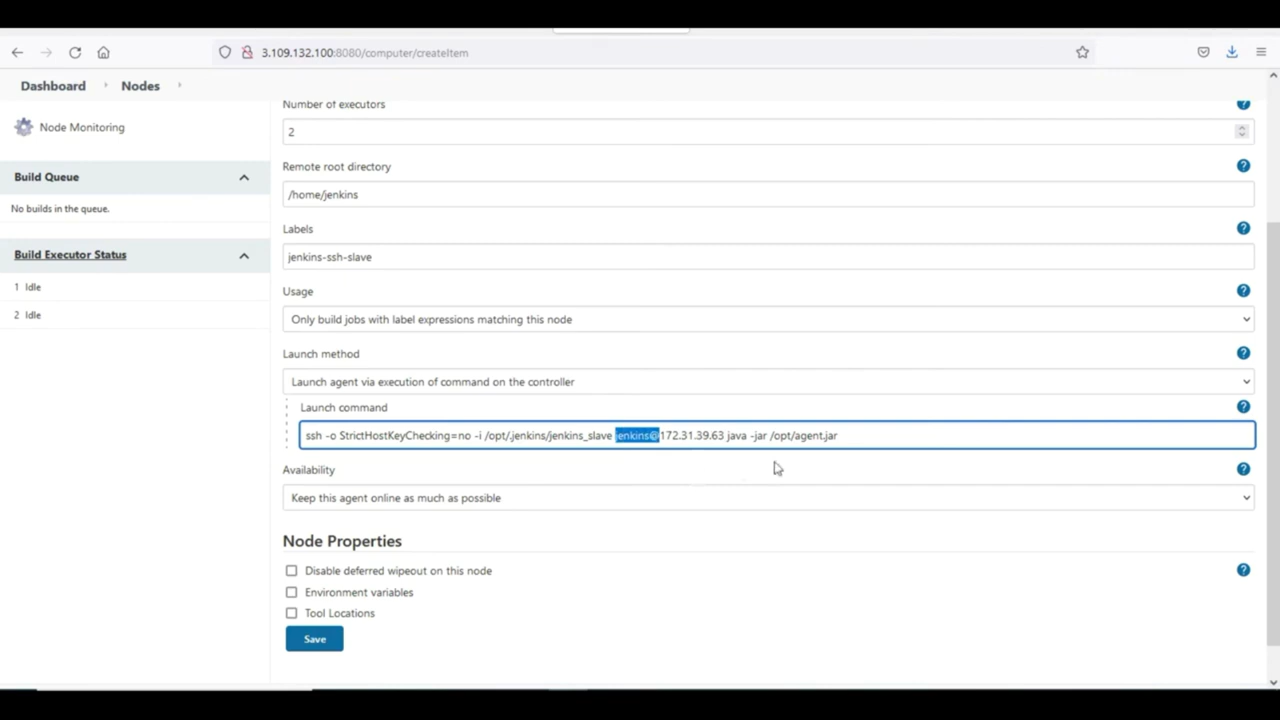 3.109.132.100:8080/computer/createItem
Dashboard
Nodes
Node Monitoring
Build Queue
No builds in the queue.
Build Executor Status
1 Idle
2 Idle
Number of executors
?
2
Remote root directory
?
/home/jenkins
Labels
?
jenkins-ssh-slave
Usage
?
Only build jobs with label expressions matching this node
Launch method
?
Launch agent via execution of command on the controller
Launch command
?
ssh -o StrictHostKeyChecking=no -i /opt/.jenkins/jenkins_slave jenkins@172.31.39.63 java -jar /opt/agent.jar
Availability
?
Keep this agent online as much as possible
Node Properties
Disable deferred wipeout on this node
?
Environment variables
Tool Locations
Save